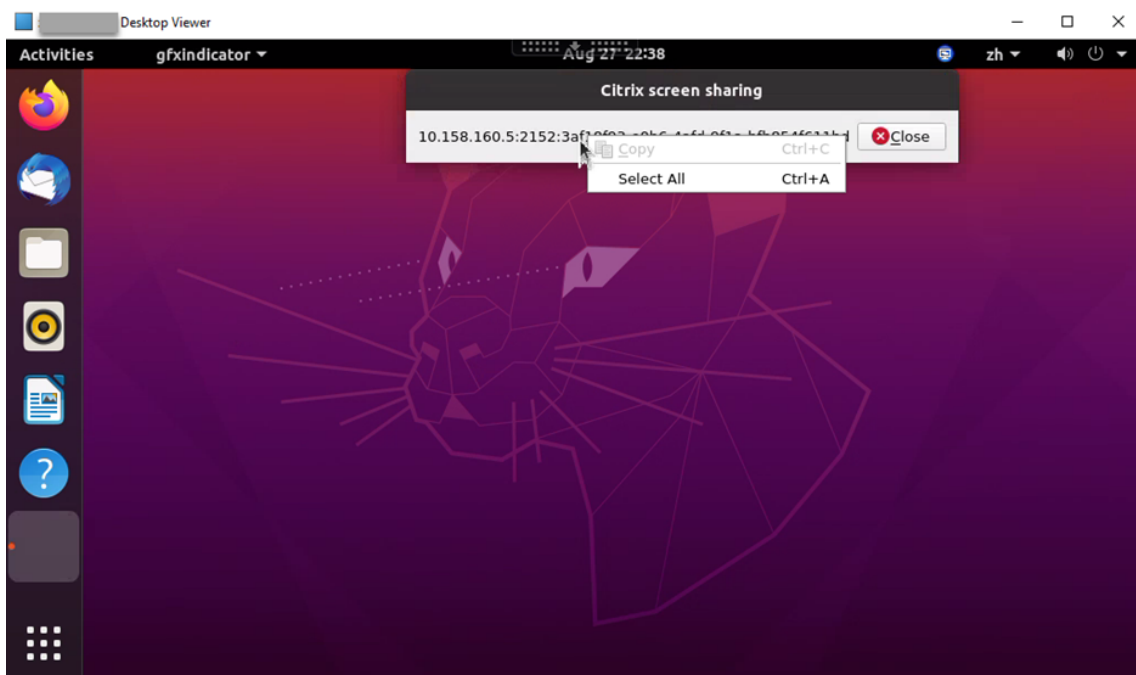 Desktop Viewer
Activities gfxindicator Aug 27 22:38 zh
Citrix screen sharing
10.158.160.5:2152:3af Close
Copy Ctrl+C
Select All Ctrl+A
?